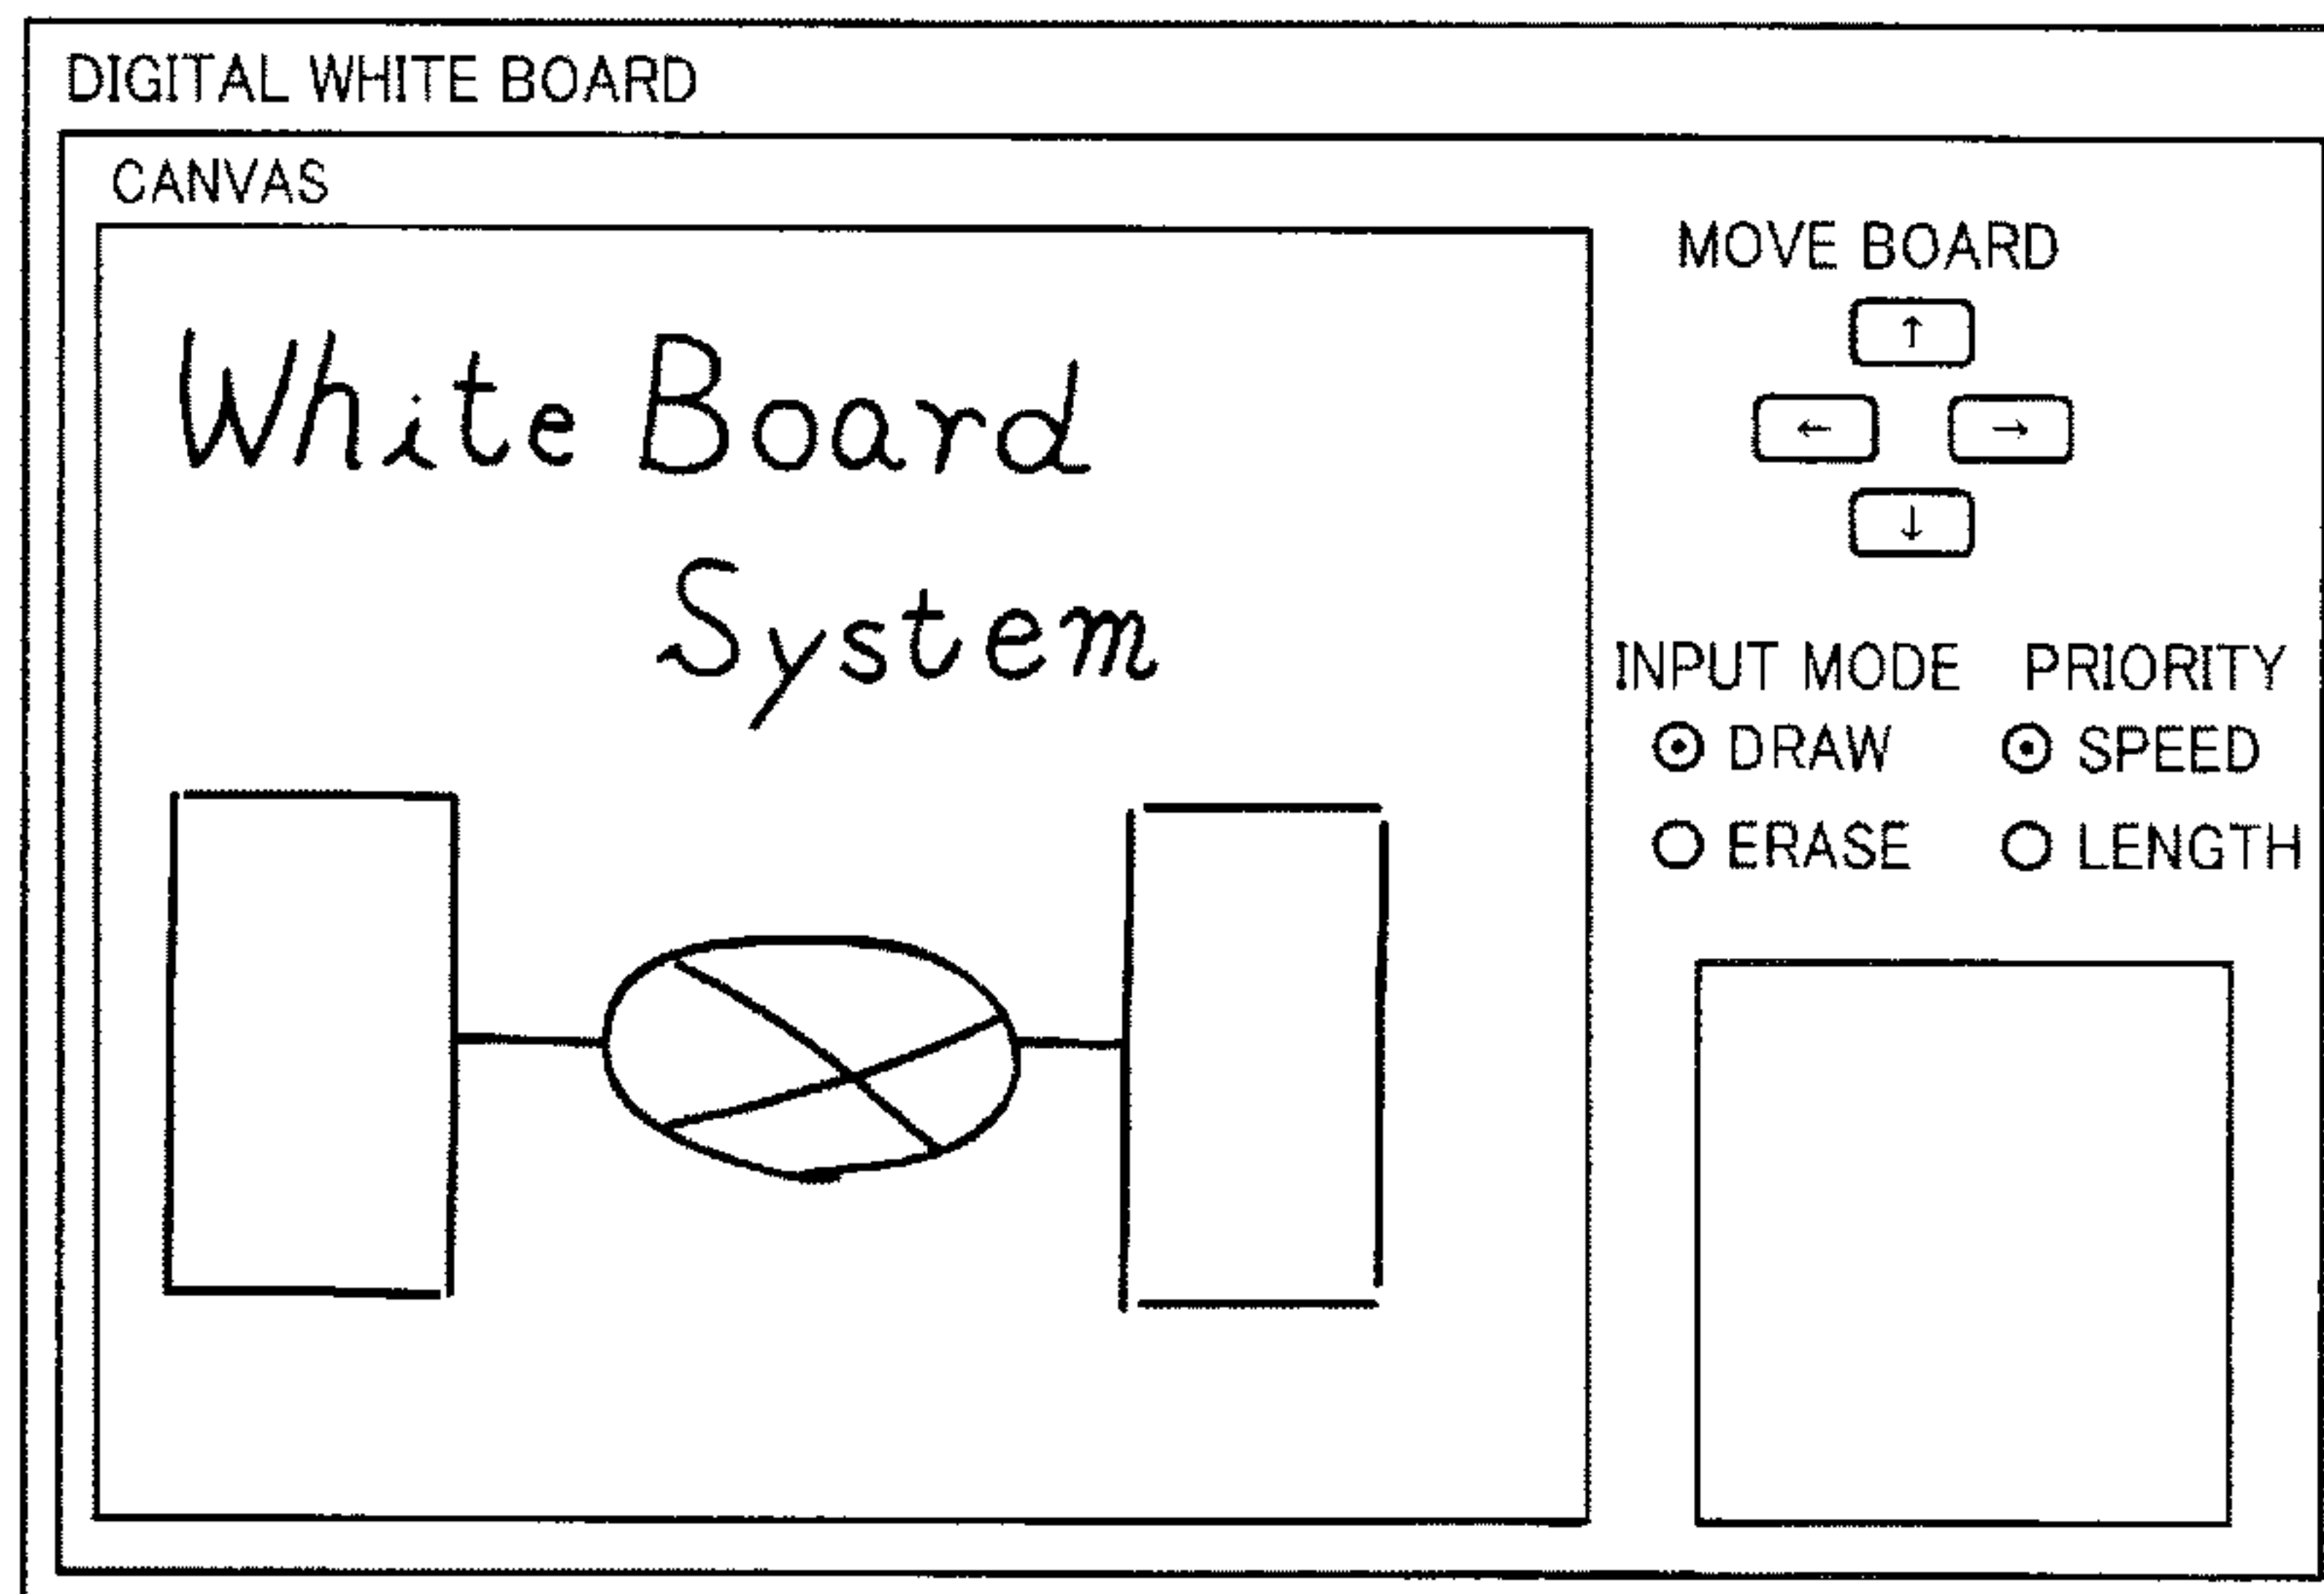 DIGITAL WHITE BOARD
CANVAS
White Board
System
MOVE BOARD
↑
← →
↓
INPUT MODE PRIORITY
DRAW SPEED
ERASE LENGTH